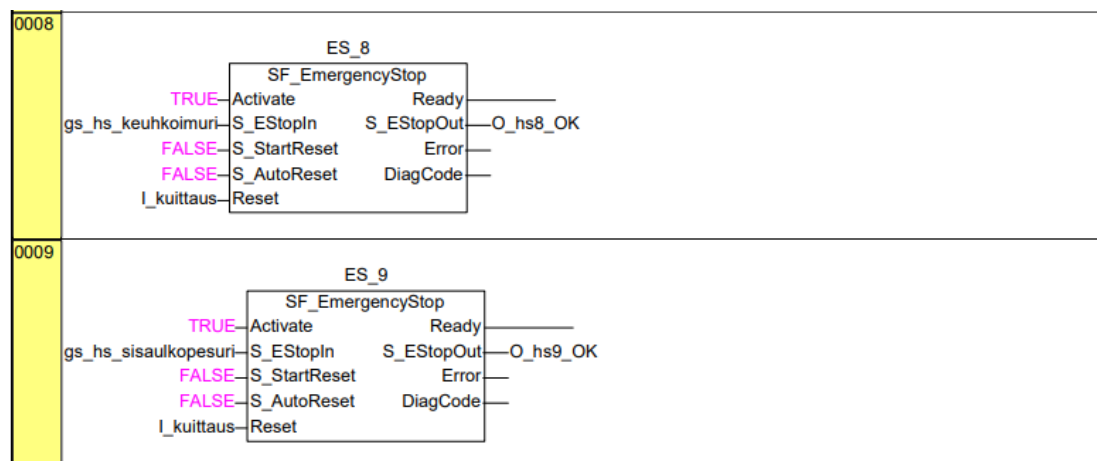 0008
ES_8
SF_EmergencyStop
TRUE Activate Ready
gs_hs_keuhkoimuri S_EStopIn S_EStopOut O_hs8_OK
FALSE S_StartReset Error
FALSE S_AutoReset DiagCode
I_kuittaus Reset
0009
ES_9
SF_EmergencyStop
TRUE Activate Ready
gs_hs_sisaulkopesuri S_EStopIn S_EStopOut O_hs9_OK
FALSE S_StartReset Error
FALSE S_AutoReset DiagCode
I_kuittaus Reset